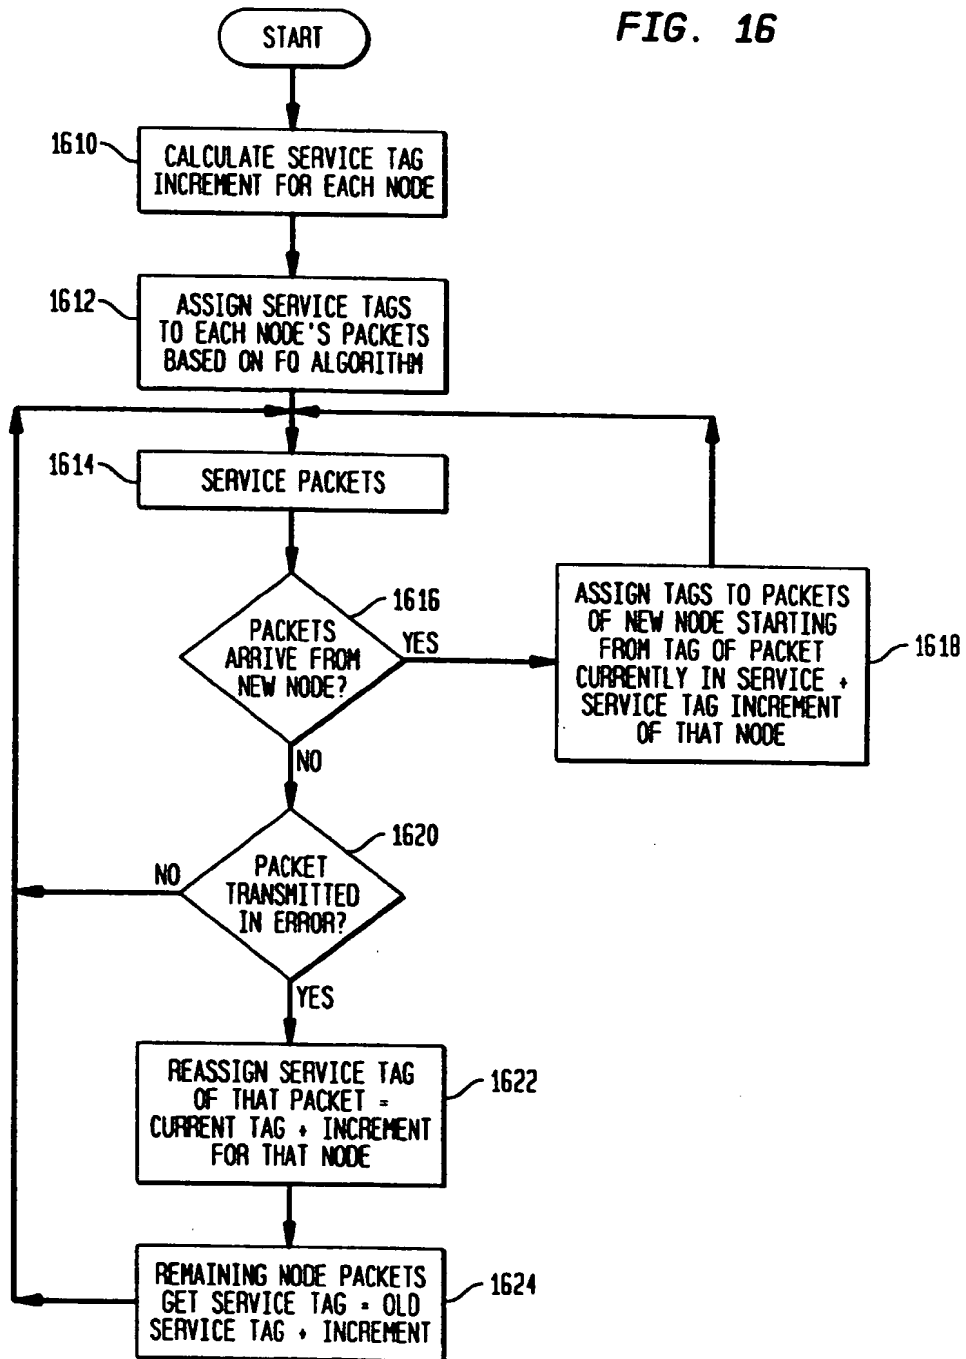 FIG. 16
START
1610
CALCULATE SERVICE TAG
INCREMENT FOR EACH NODE
1612
ASSIGN SERVICE TAGS
TO EACH NODE'S PACKETS
BASED ON FQ ALGORITHM
1614
SERVICE PACKETS
1616
PACKETS
ARRIVE FROM
NEW NODE?
YES
ASSIGN TAGS TO PACKETS
OF NEW NODE STARTING
FROM TAG OF PACKET
CURRENTLY IN SERVICE +
SERVICE TAG INCREMENT
OF THAT NODE
1618
NO
1620
PACKET
TRANSMITTED
IN ERROR?
NO
YES
REASSIGN SERVICE TAG
OF THAT PACKET =
CURRENT TAG + INCREMENT
FOR THAT NODE
1622
REMAINING NODE PACKETS
GET SERVICE TAG = OLD
SERVICE TAG + INCREMENT
1624